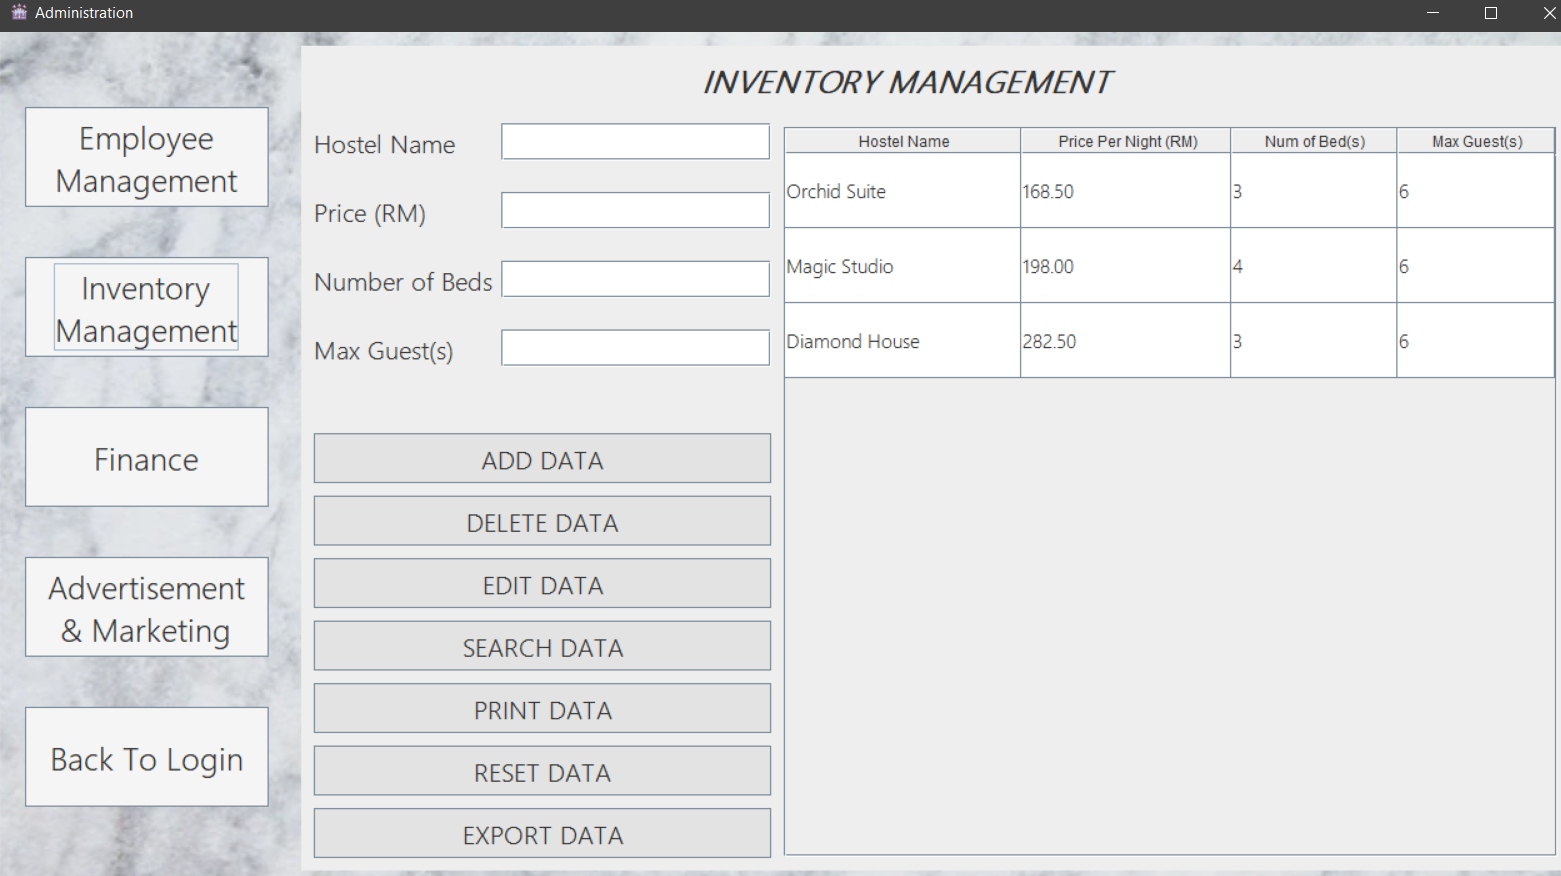 Administration
Employee
Management
Inventory
Management
Finance
Advertisement
& Marketing
Back To Login
INVENTORY MANAGEMENT
Hostel Name
Price (RM)
Number of Beds
Max Guest(s)
ADD DATA
DELETE DATA
EDIT DATA
SEARCH DATA
PRINT DATA
RESET DATA
EXPORT DATA
Hostel Name Price Per Night (RM) Num of Bed(s) Max Guest(s)
Orchid Suite 168.50 3 6
Magic Studio 198.00 4 6
Diamond House 282.50 3 6